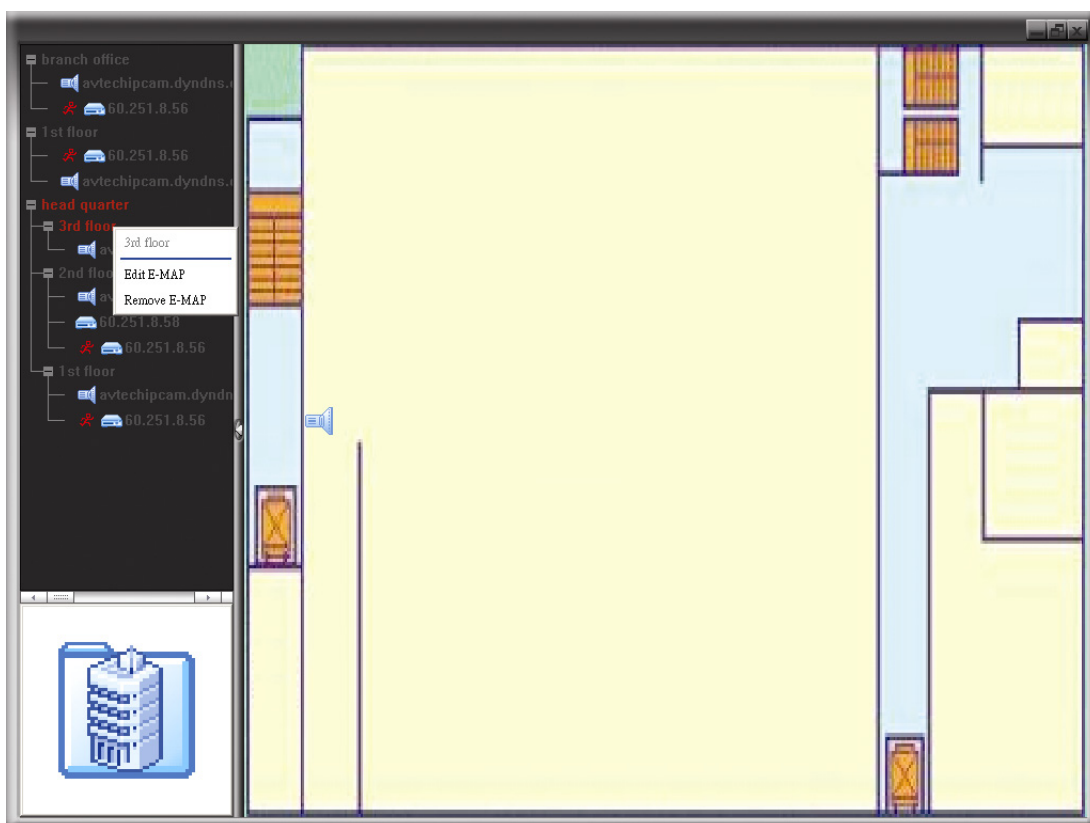 branch office
avtechipcam.dyndns.
60.251.8.56
1st floor
60.251.8.56
avtechipcam.dyndns.
head quarter
3rd floor
av
3rd floor
Edit E-MAP
Remove E-MAP
2nd floo
av
60.251.8.58
60.251.8.56
1st floor
avtechipcam.dyndn
60.251.8.56